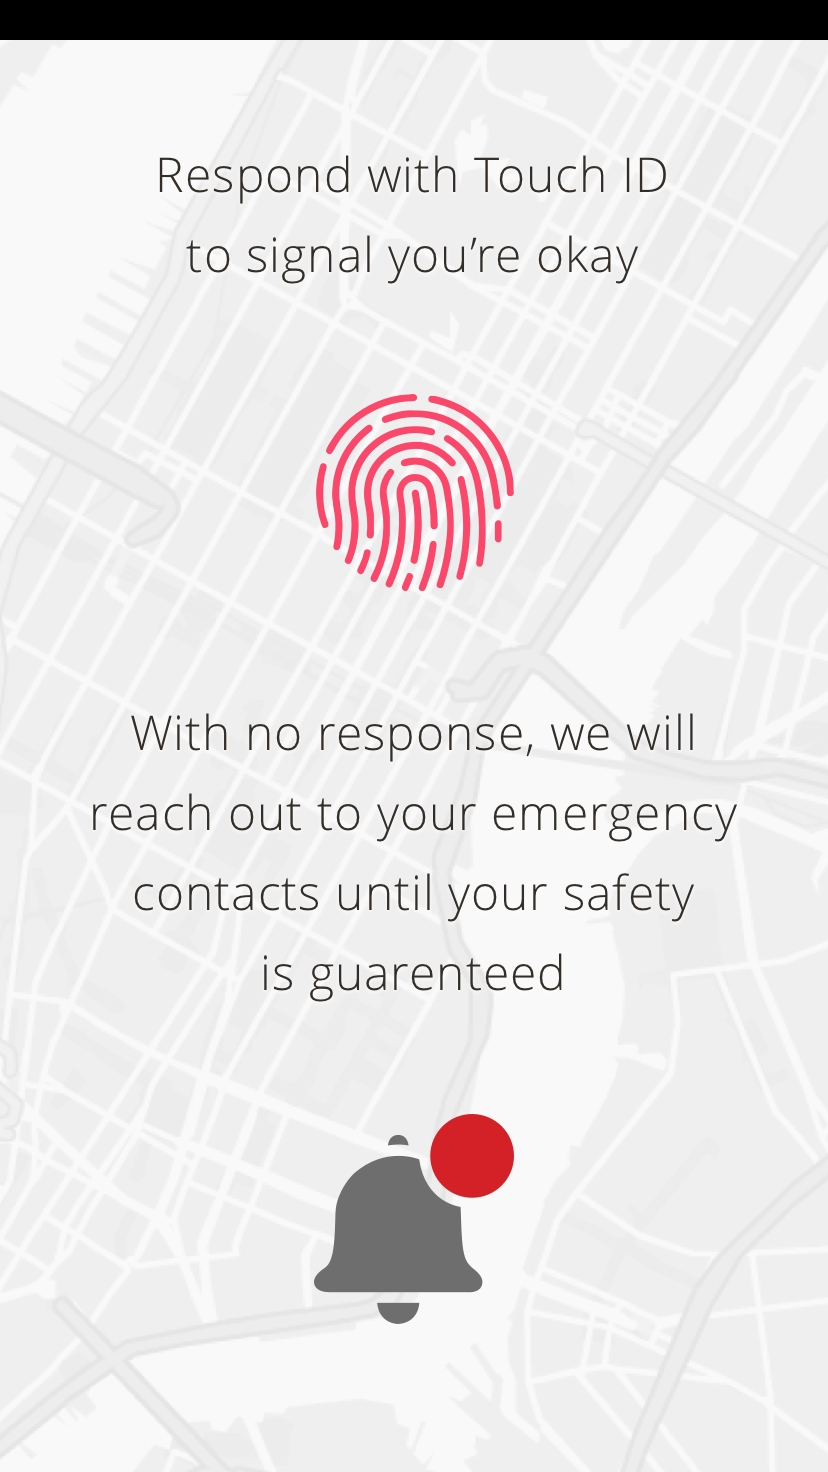 Respond with Touch ID
to signal you’re okay
With no response, we will
reach out to your emergency
contacts until your safety
is guarenteed